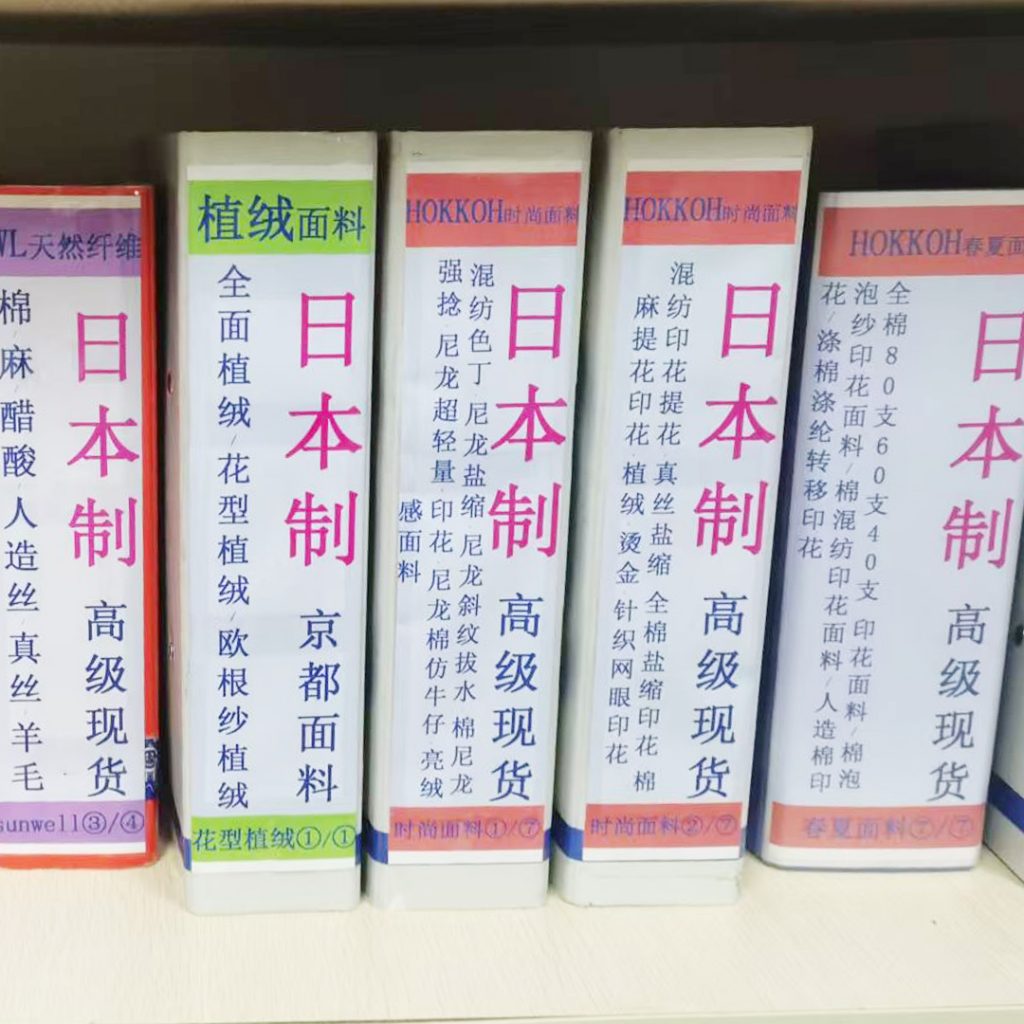 WL天然纤维
棉/麻/醋酸/人造丝/真丝/羊毛
日本制
高级现货
sunwell③/④
植绒面料
全面植绒/花型植绒/欧根纱植绒
日本制
京都面料
花型植绒①/①
HOKKOH时尚面料
混纺色丁/尼龙盐缩/尼龙斜纹拔水/棉尼龙
强捻/尼龙超轻量/印花/尼龙棉仿牛仔/亮绒
感面料
日本制
高级现货
时尚面料①/⑦
HOKKOH时尚面料
混纺印花提花/真丝盐缩/全棉盐缩印花/棉
麻提花印花/植绒/烫金/针织网眼印花
日本制
高级现货
时尚面料②/⑦
HOKKOH春夏面
全棉80支60支40支/印花面料/棉泡
泡纱印花面料/棉混纺印花面料/人造棉印
花/涤棉涤纶转移印花
日本制
高级现货
春夏面料⑦/⑦